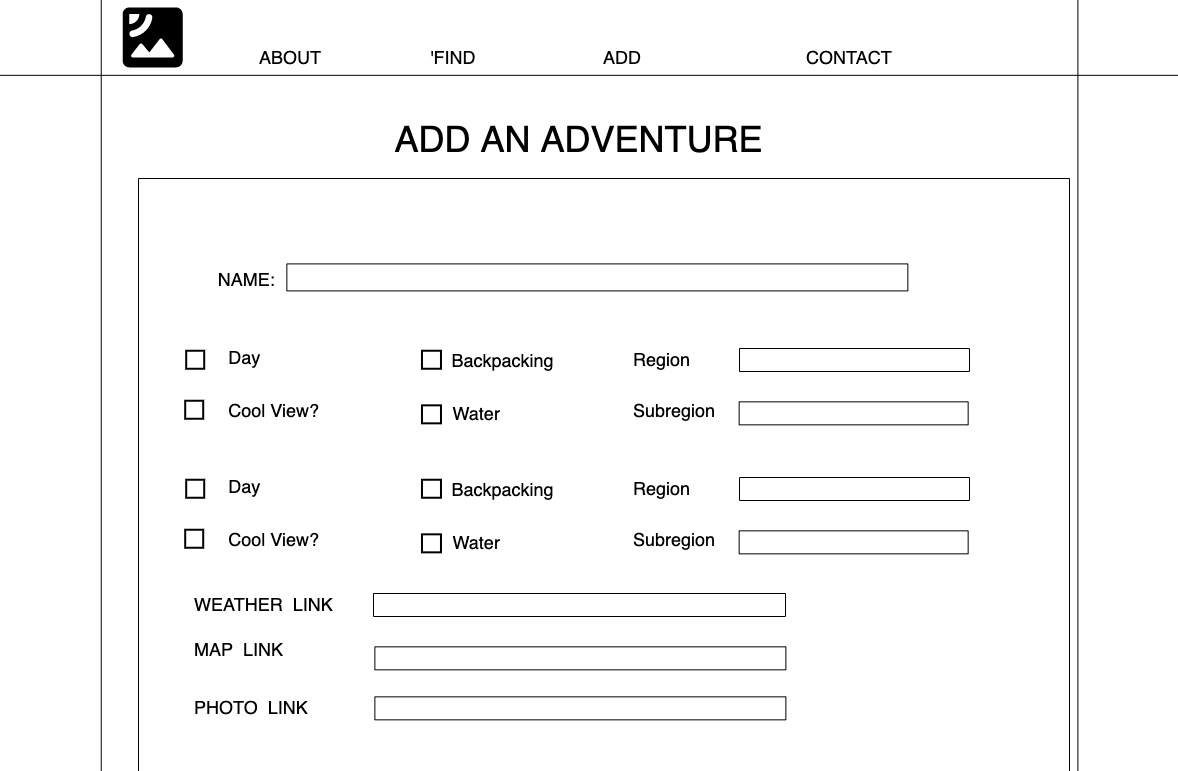 ABOUT 'FIND ADD CONTACT
ADD AN ADVENTURE
NAME:
Day Backpacking Region
Cool View? Water Subregion
Day Backpacking Region
Cool View? Water Subregion
WEATHER LINK
MAP LINK
PHOTO LINK